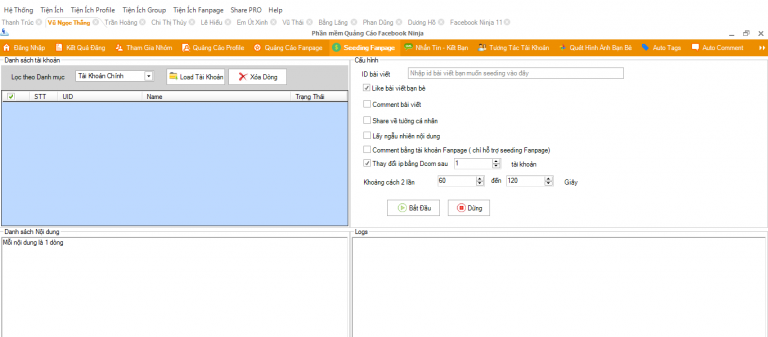 Hệ Thống Tiện Ích Tiện Ích Profile Tiện Ích Group Tiện Ích Fanpage Share PRO Help
Thanh Trúc Vũ Ngọc Thắng Trần Hoàng Chi Thị Thủy Lê Hiếu Em Út Xinh Vũ Thái Bằng Lăng Phan Dũng Dương Hồ Facebook Ninja 11
Phần mềm Quảng Cáo Facebook Ninja
Đăng Nhập Kết Quả Đăng Tham Gia Nhóm Quảng Cáo Profile Quảng Cáo Fanpage Seeding Fanpage Nhắn Tin - Kết Bạn Tương Tác Tài Khoản Quét Hình Ảnh Bạn Bè Auto Tags Auto Comment
Danh sách tài khoản
Lọc theo Danh mục Tài Khoản Chính Load Tài Khoản Xóa Dòng
STT UID Name Trạng Thái
Cấu hình
ID bài viết Nhập id bài viết bạn muốn seeding vào đây
Like bài viết bạn bè
Comment bài viết
Share về tường cá nhân
Lấy ngẫu nhiên nội dung
Comment bằng tài khoản Fanpage ( chỉ hỗ trợ seeding Fanpage)
Thay đổi ip bằng Dcom sau 1 tài khoản
Khoảng cách 2 lần 60 đến 120 Giây
Bắt Đầu Dừng
Danh sách Nội dung
Mỗi nội dung là 1 dòng
Logs